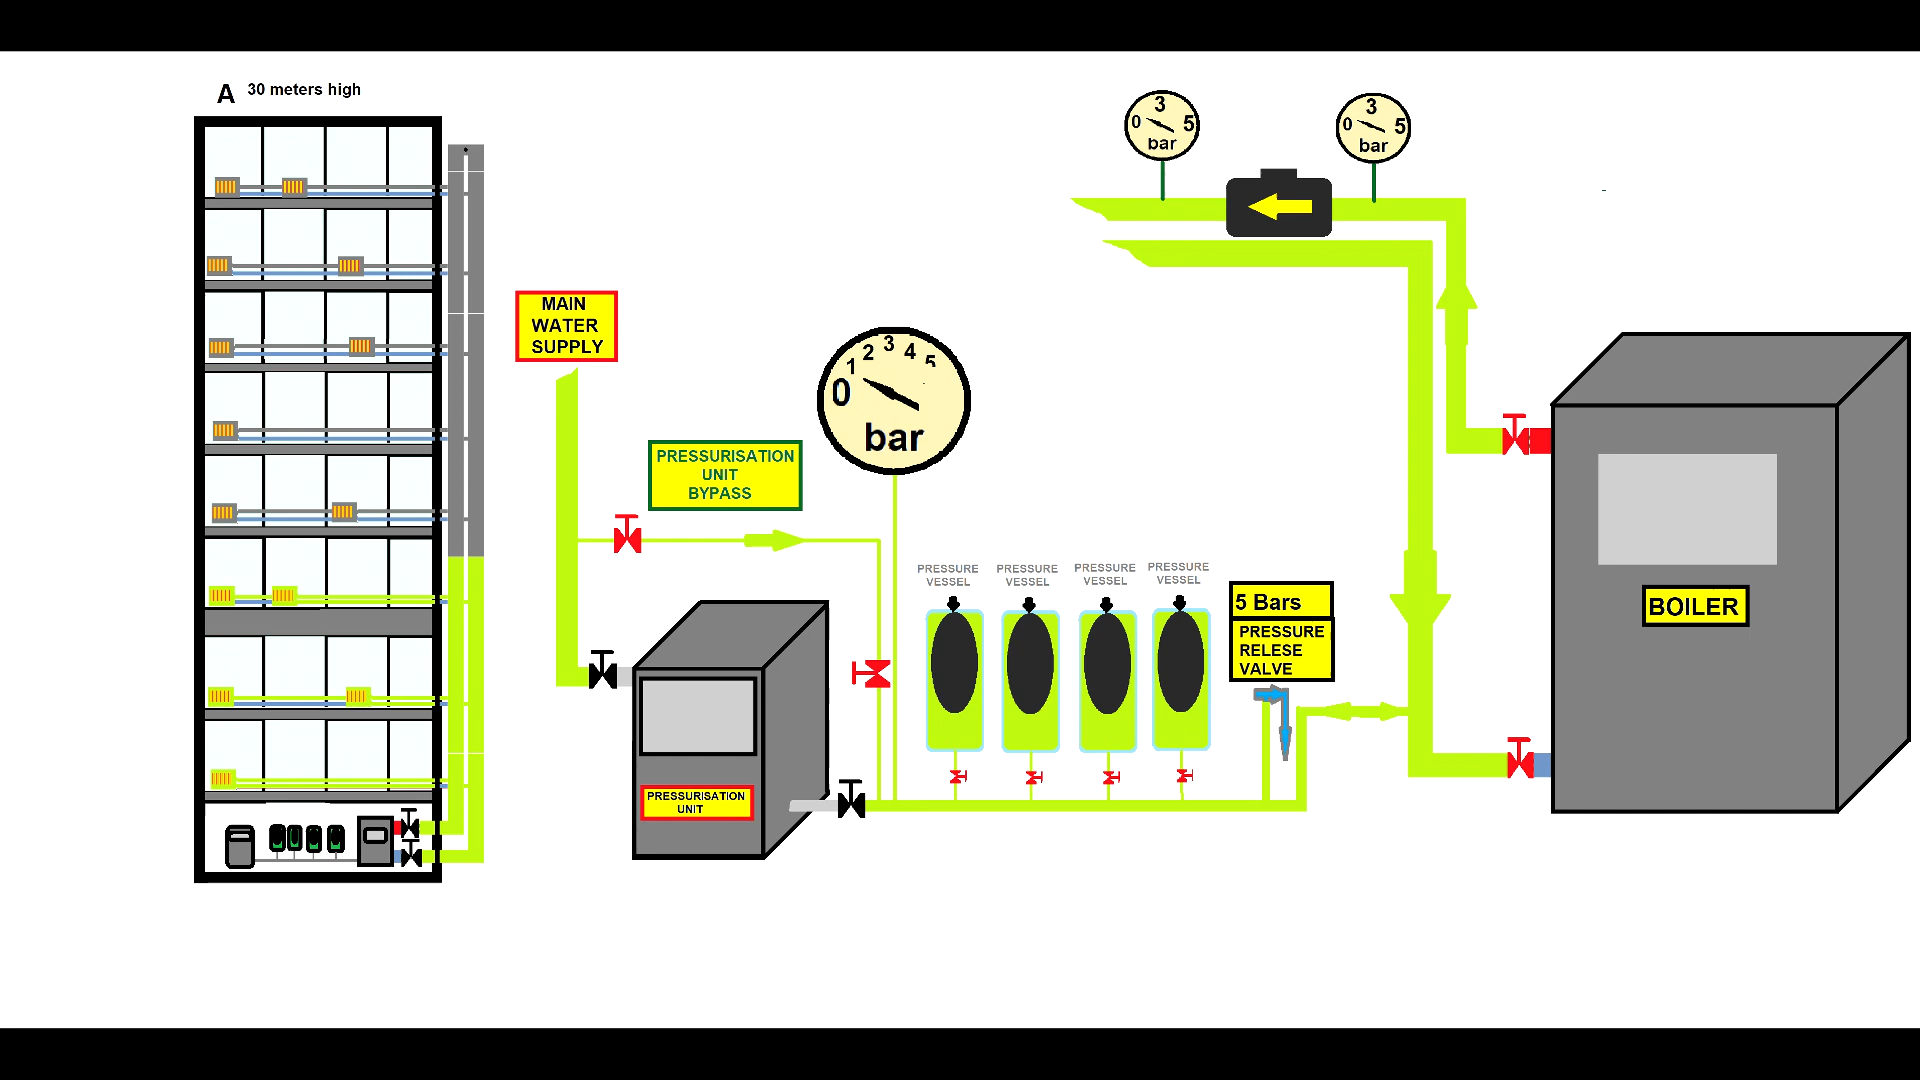 A 30 meters high
3
0 5
bar
3
0 5
bar
MAIN
WATER
SUPPLY
0 1 2 3 4 5
bar
PRESSURISATION
UNIT
BYPASS
PRESSURE
VESSEL
PRESSURE
VESSEL
PRESSURE
VESSEL
PRESSURE
VESSEL
5 Bars
PRESSURE
RELESE
VALVE
BOILER
PRESSURISATION
UNIT